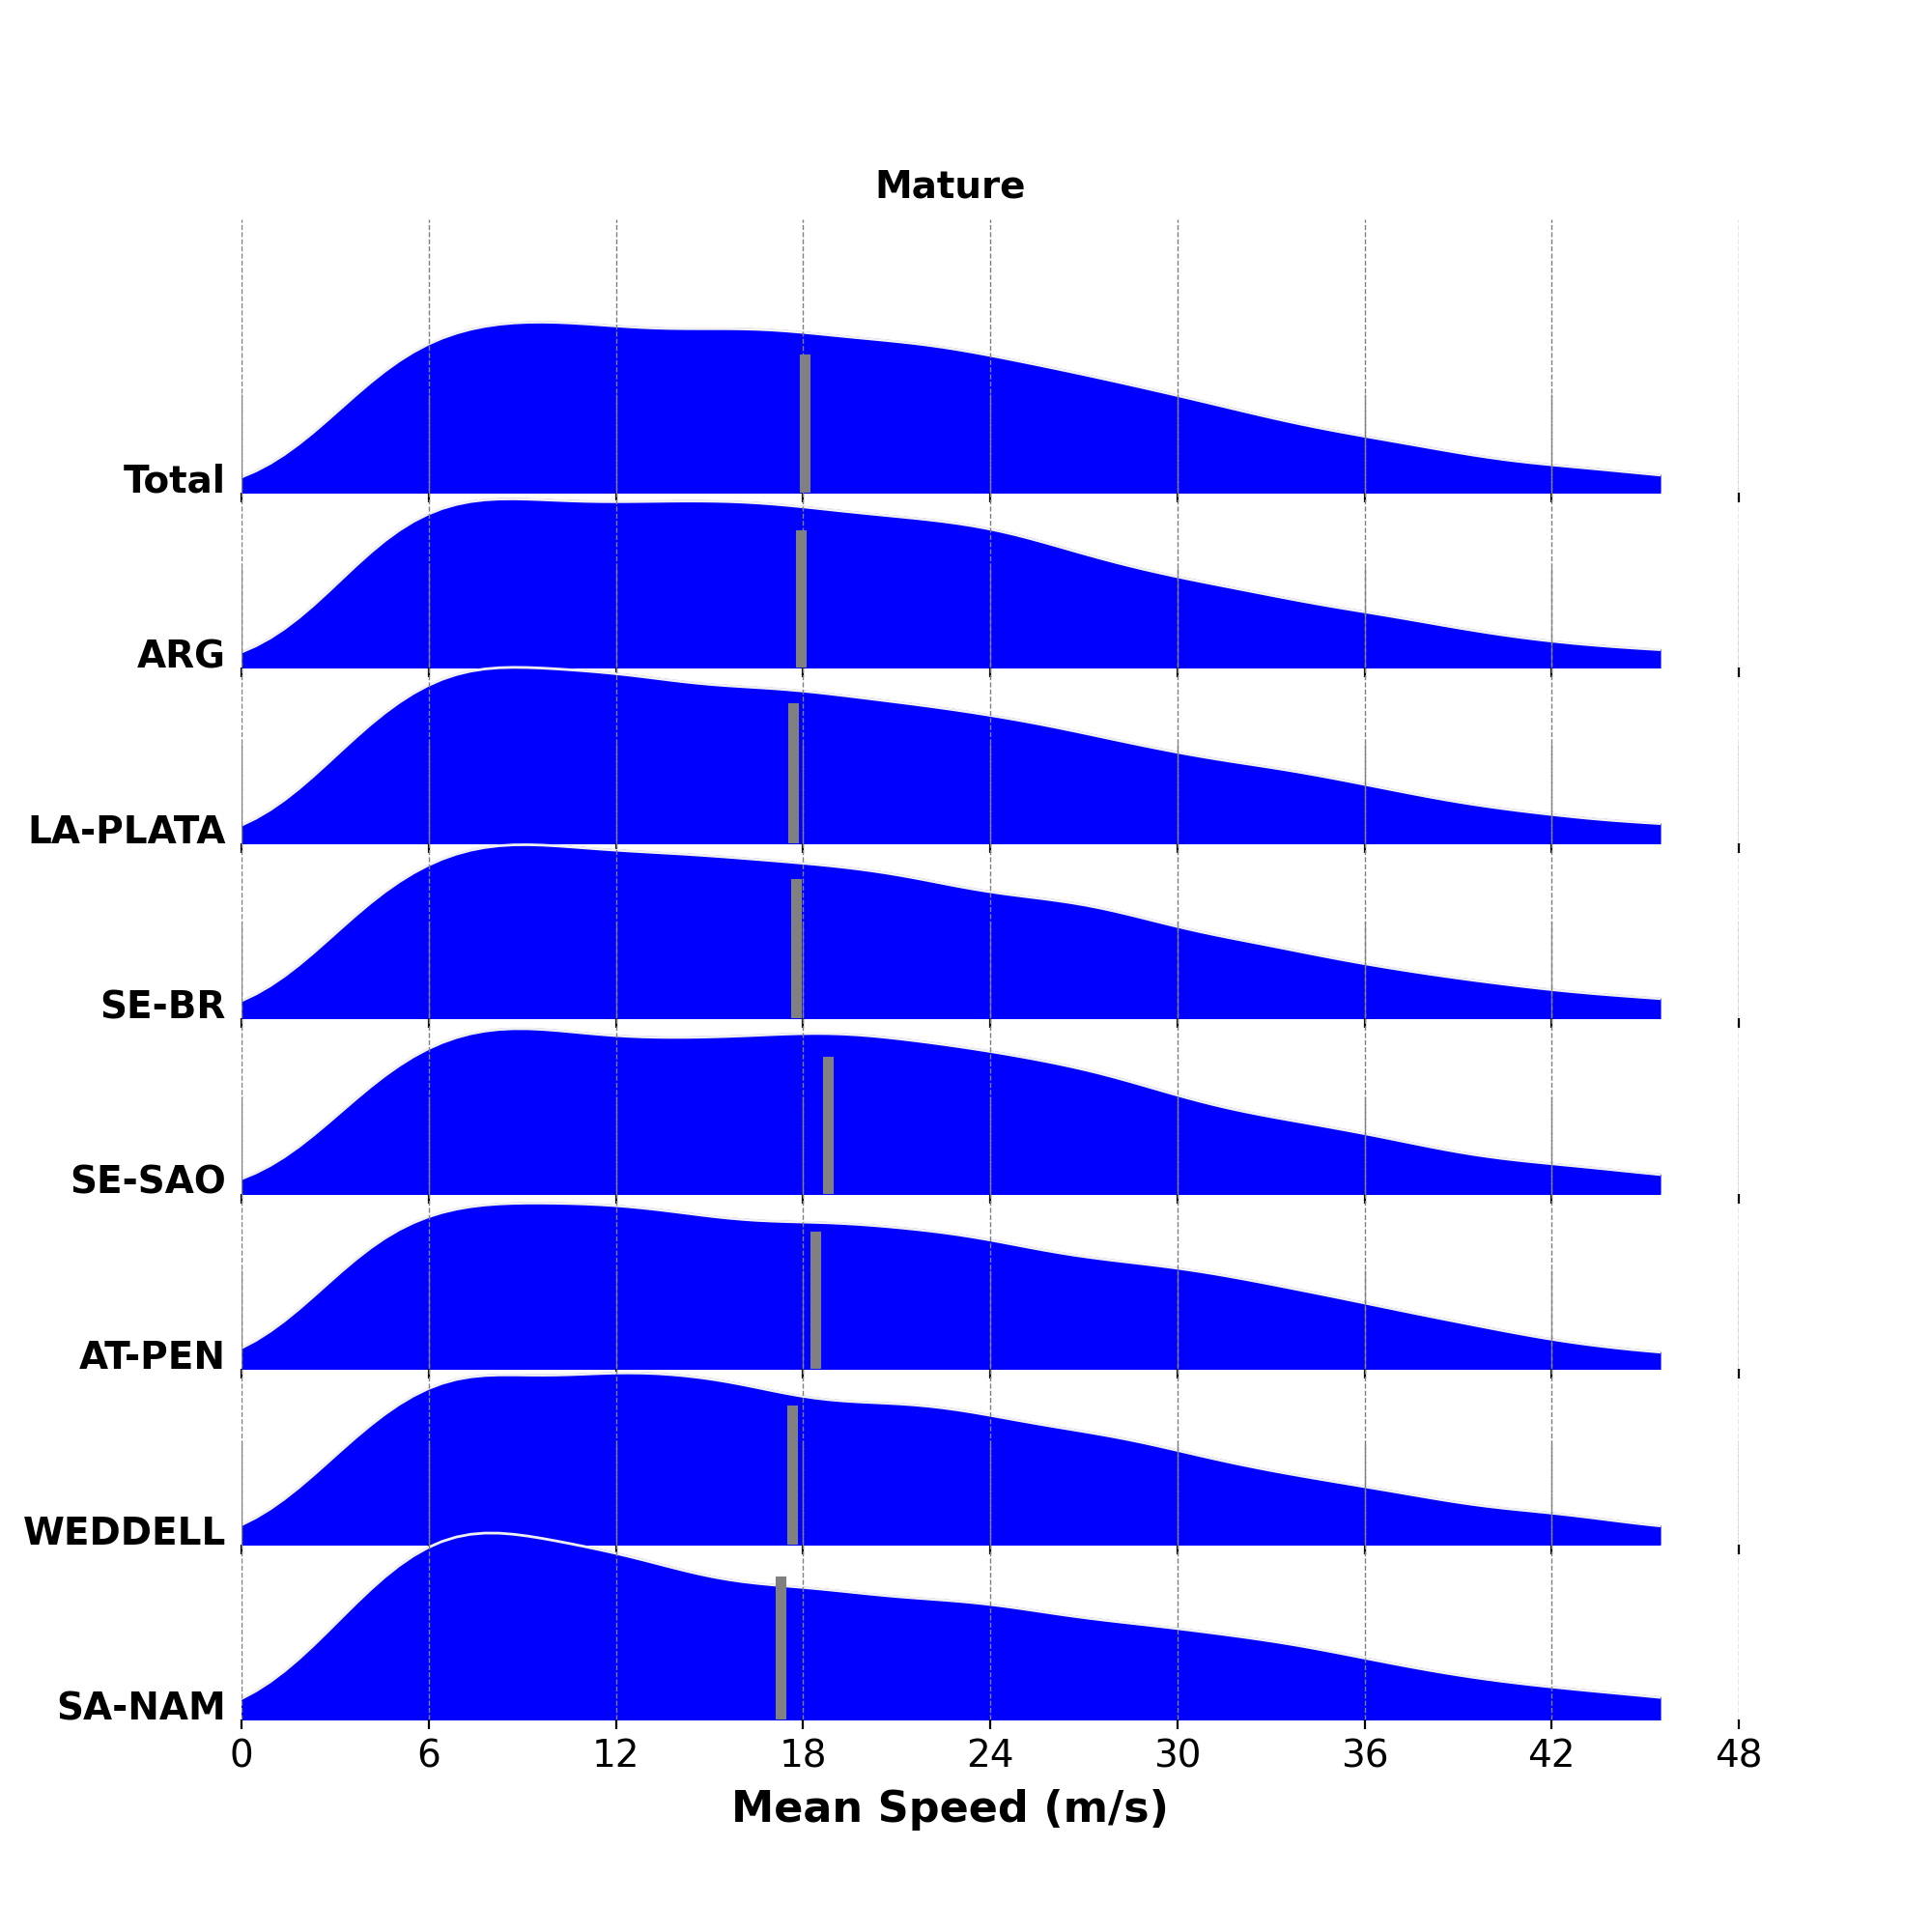 Mature
Total
ARG
LA-PLATA
SE-BR
SE-SAO
AT-PEN
WEDDELL
SA-NAM
0 6 12 18 24 30 36 42 48
Mean Speed (m/s)